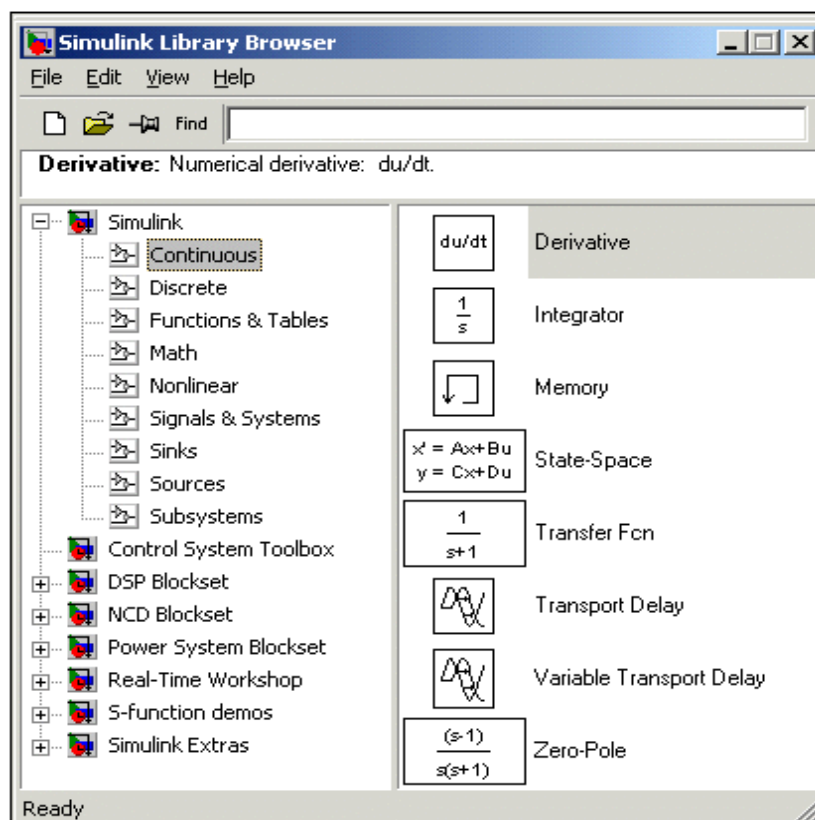 Simulink Library Browser
File Edit View Help
Find
Derivative: Numerical derivative: du/dt.
Simulink
Continuous
Discrete
Functions & Tables
Math
Nonlinear
Signals & Systems
Sinks
Sources
Subsystems
Control System Toolbox
DSP Blockset
NCD Blockset
Power System Blockset
Real-Time Workshop
S-function demos
Simulink Extras
du/dt Derivative
1
s
Integrator
Memory
x' = Ax+Bu
y = Cx+Du
State-Space
1
s+1
Transfer Fcn
Transport Delay
Variable Transport Delay
(s-1)
s(s+1)
Zero-Pole
Ready